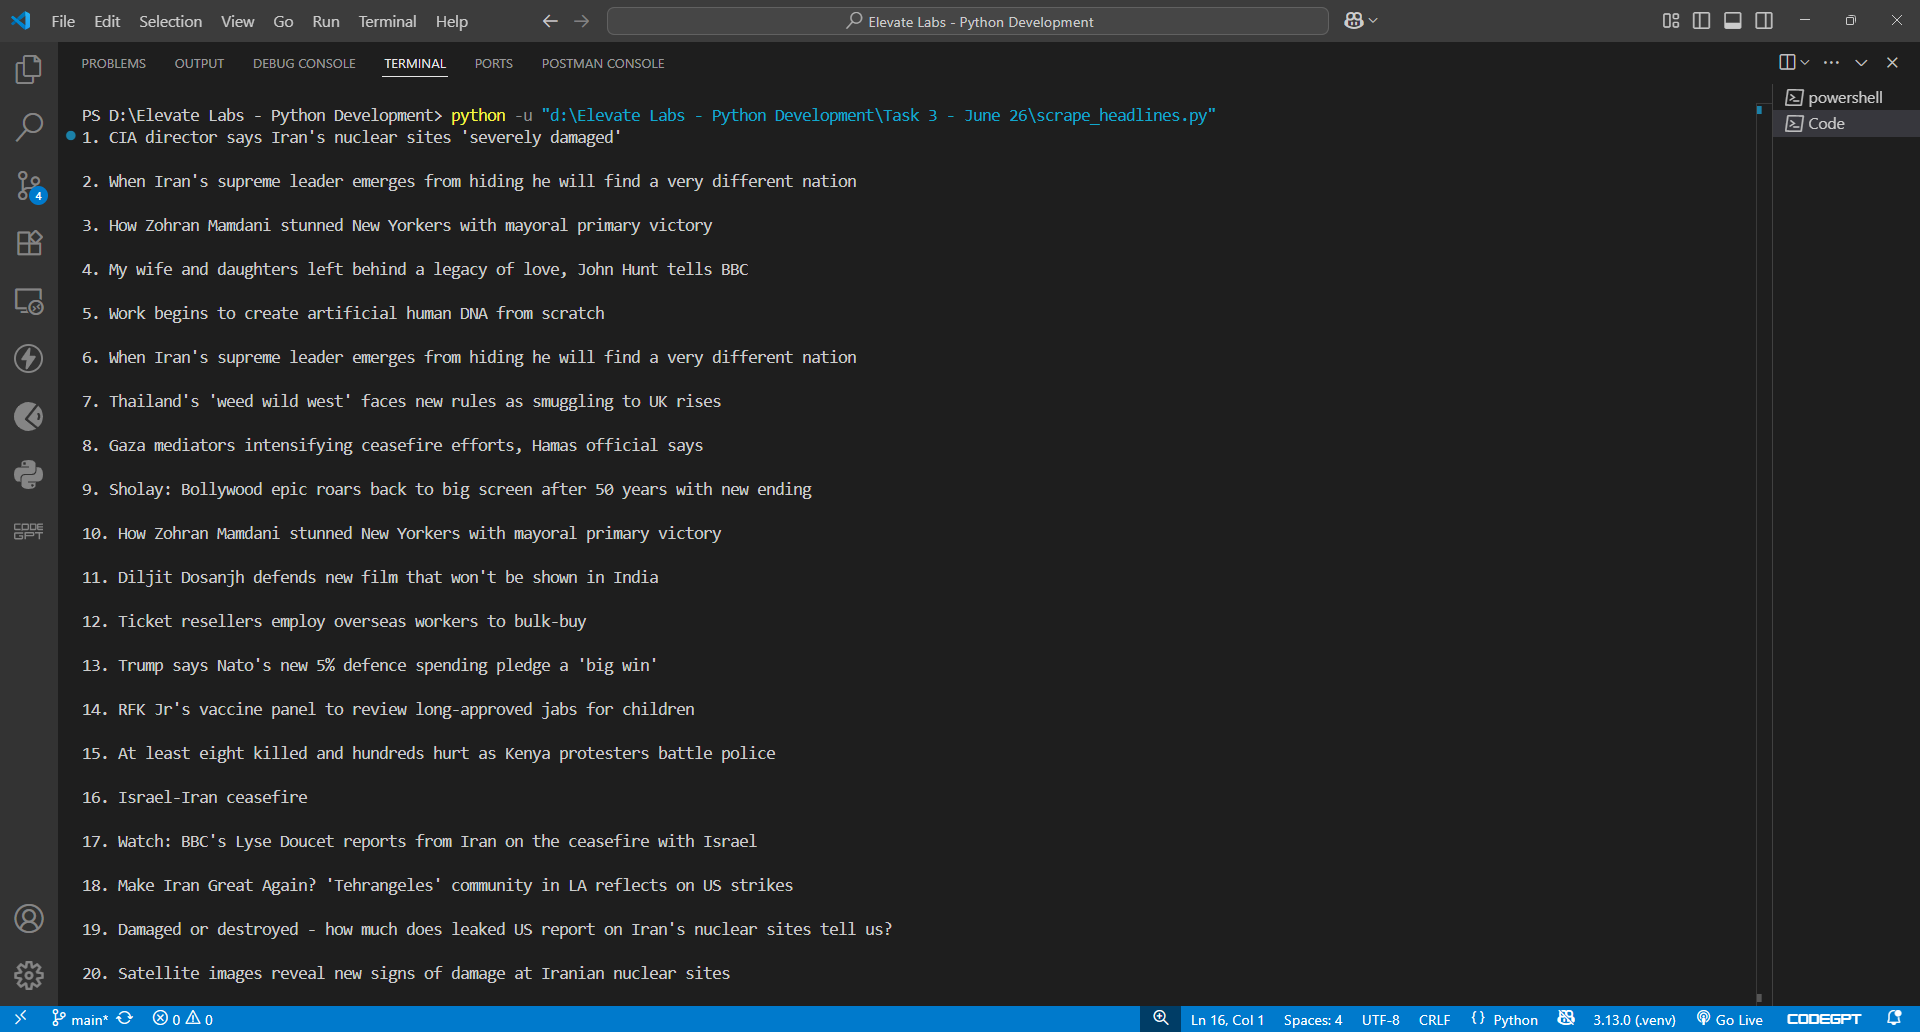 File Edit Selection View Go Run Terminal Help Elevate Labs - Python Development
PROBLEMS OUTPUT DEBUG CONSOLE TERMINAL PORTS POSTMAN CONSOLE
powershell
Code
PS D:\Elevate Labs - Python Development> python -u "d:\Elevate Labs - Python Development\Task 3 - June 26\scrape_headlines.py"
1. CIA director says Iran's nuclear sites 'severely damaged'
2. When Iran's supreme leader emerges from hiding he will find a very different nation
3. How Zohran Mamdani stunned New Yorkers with mayoral primary victory
4. My wife and daughters left behind a legacy of love, John Hunt tells BBC
5. Work begins to create artificial human DNA from scratch
6. When Iran's supreme leader emerges from hiding he will find a very different nation
7. Thailand's 'weed wild west' faces new rules as smuggling to UK rises
8. Gaza mediators intensifying ceasefire efforts, Hamas official says
9. Sholay: Bollywood epic roars back to big screen after 50 years with new ending
10. How Zohran Mamdani stunned New Yorkers with mayoral primary victory
11. Diljit Dosanjh defends new film that won't be shown in India
12. Ticket resellers employ overseas workers to bulk-buy
13. Trump says Nato's new 5% defence spending pledge a 'big win'
14. RFK Jr's vaccine panel to review long-approved jabs for children
15. At least eight killed and hundreds hurt as Kenya protesters battle police
16. Israel-Iran ceasefire
17. Watch: BBC's Lyse Doucet reports from Iran on the ceasefire with Israel
18. Make Iran Great Again? 'Tehrangeles' community in LA reflects on US strikes
19. Damaged or destroyed - how much does leaked US report on Iran's nuclear sites tell us?
20. Satellite images reveal new signs of damage at Iranian nuclear sites
4
CODE
GPT
main* 0 0 Ln 16, Col 1 Spaces: 4 UTF-8 CRLF {} Python 3.13.0 (.venv) Go Live CODEGPT